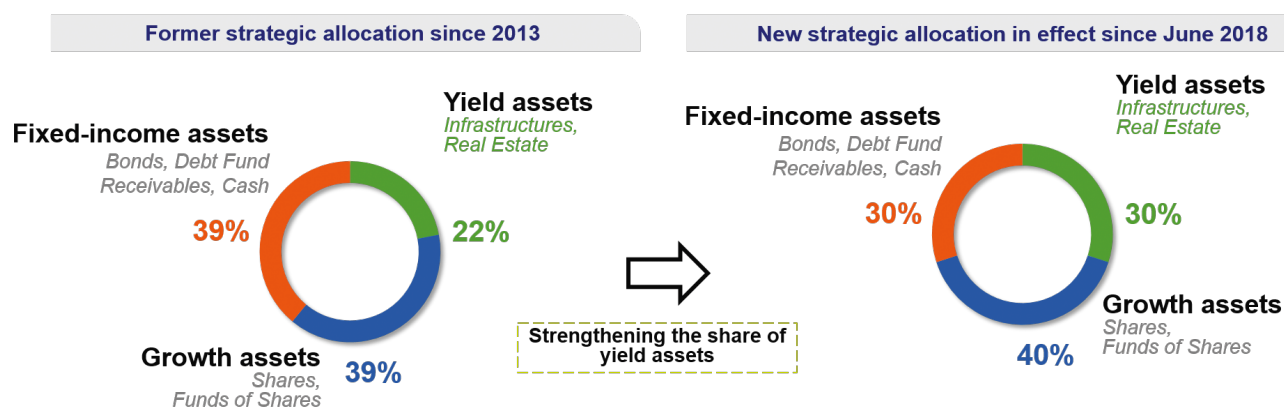 Former strategic allocation since 2013
Yield assets
Infrastructures,
Real Estate
Fixed-income assets
Bonds, Debt Fund
Receivables, Cash
39%
22%
Growth assets
Shares,
Funds of Shares
39%
Strengthening the share of
yield assets
New strategic allocation in effect since June 2018
Yield assets
Infrastructures,
Real Estate
Fixed-income assets
Bonds, Debt Fund
Receivables, Cash
30%
30%
Growth assets
Shares,
Funds of Shares
40%